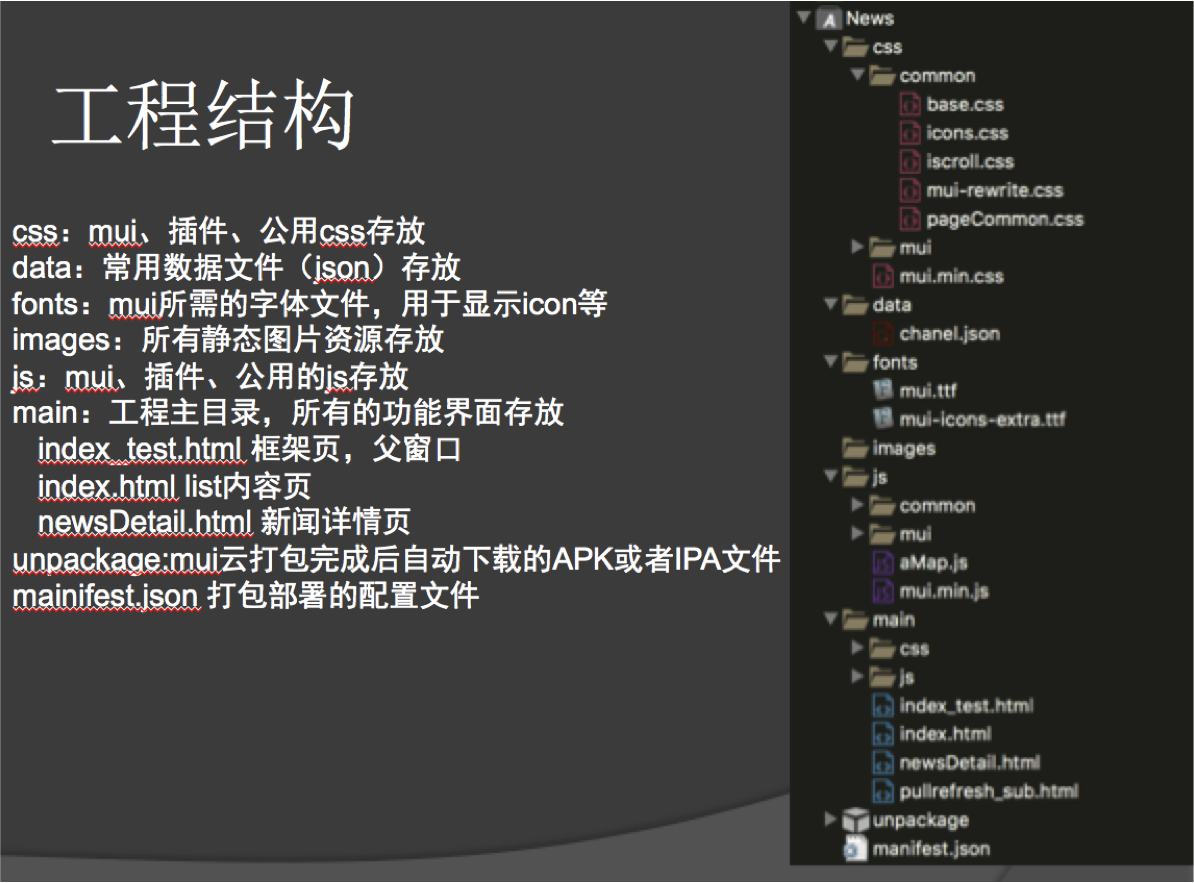 工程结构
css：mui、插件、公用css存放
data：常用数据文件（json）存放
fonts：mui所需的字体文件，用于显示icon等
images：所有静态图片资源存放
js：mui、插件、公用的js存放
main：工程主目录，所有的功能界面存放
index_test.html 框架页，父窗口
index.html list内容页
newsDetail.html 新闻详情页
unpackage:mui云打包完成后自动下载的APK或者IPA文件
mainifest.json 打包部署的配置文件
News
css
common
base.css
icons.css
iscroll.css
mui-rewrite.css
pageCommon.css
mui
mui.min.css
data
chanel.json
fonts
mui.ttf
mui-icons-extra.ttf
images
js
common
mui
aMap.js
mui.min.js
main
css
js
index_test.html
index.html
newsDetail.html
pullrefresh_sub.html
unpackage
manifest.json